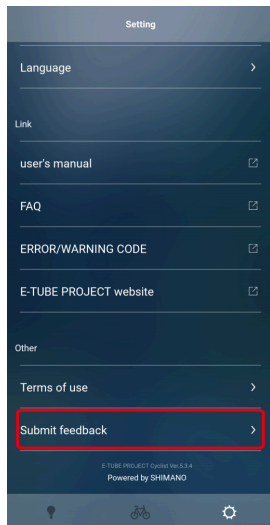 Setting
Language
Link
user's manual
FAQ
ERROR/WARNING CODE
E-TUBE PROJECT website
Other
Terms of use
Submit feedback
E-TUBE PROJECT Cyclist Ver.5.3.4
Powered by SHIMANO